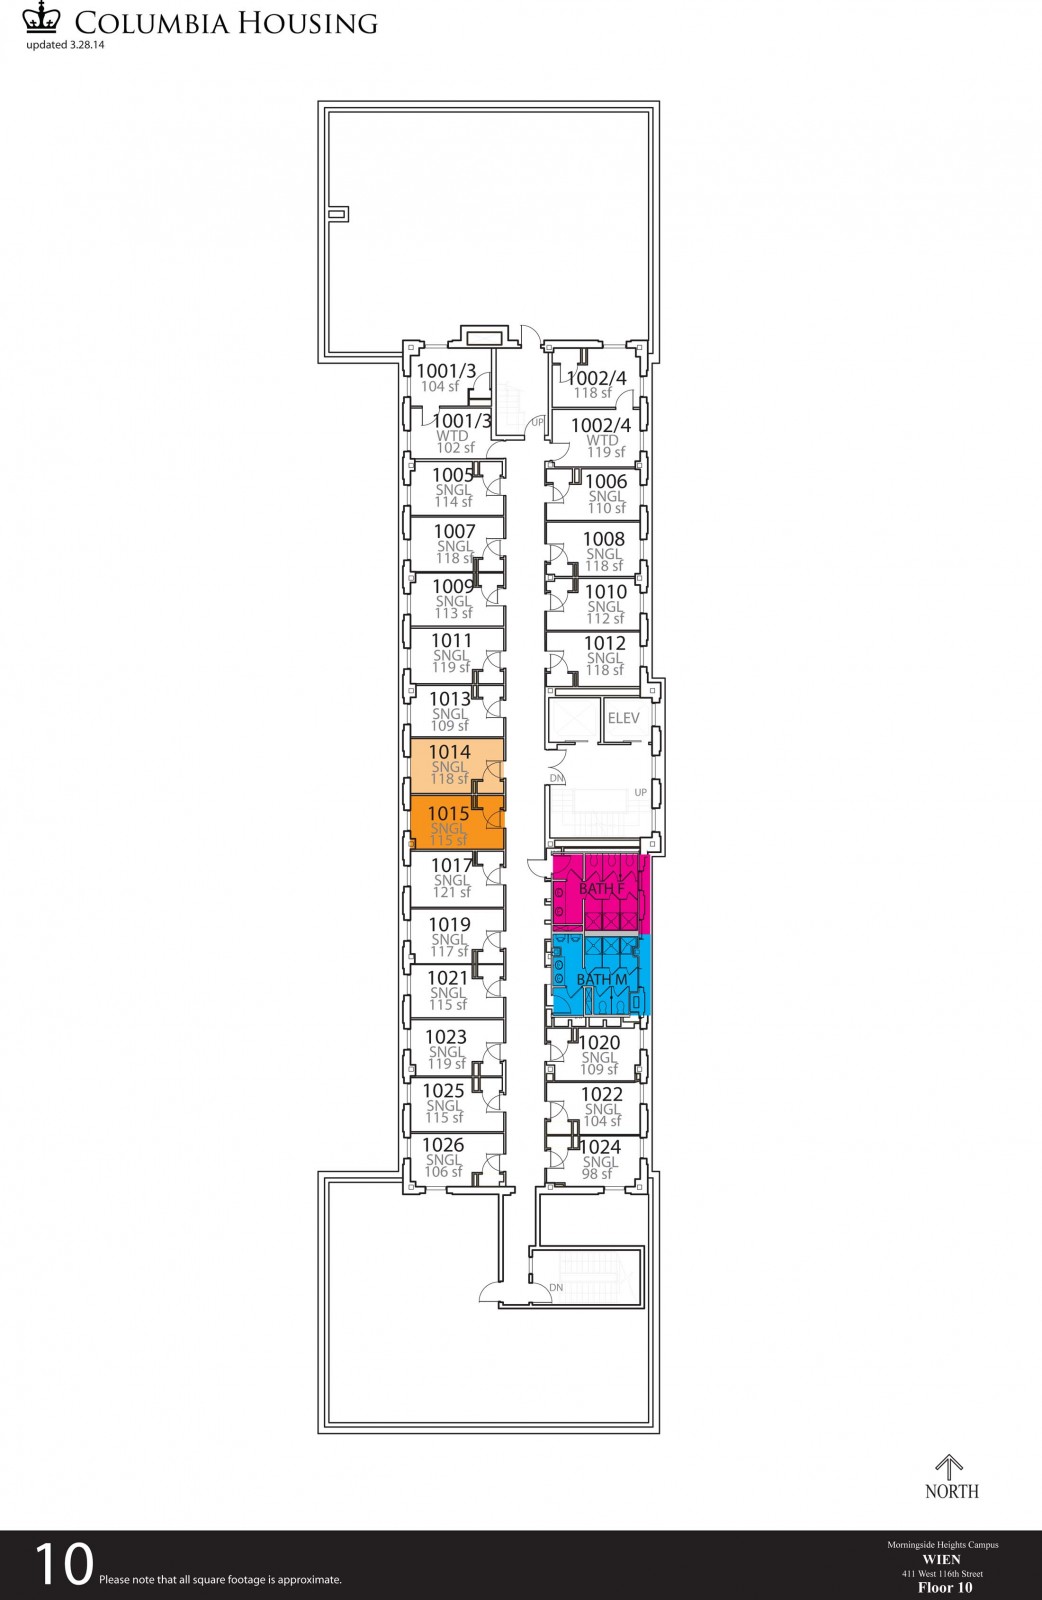 COLUMBIA HOUSING
updated 3.28.14
1001/3
104 sf
1002/4
118 sf
UP
1001/3
WTD
102 sf
1002/4
WTD
119 sf
1005
SNGL
114 sf
1006
SNGL
110 sf
1007
SNGL
118 sf
1008
SNGL
118 sf
1009
SNGL
113 sf
1010
SNGL
112 sf
1011
SNGL
119 sf
1012
SNGL
118 sf
1013
SNGL
109 sf
ELEV
1014
SNGL
118 sf
DN
UP
1015
SNGL
115 sf
1017
SNGL
121 sf
BATH F
1019
SNGL
117 sf
1021
SNGL
115 sf
BATH M
1023
SNGL
119 sf
1020
SNGL
109 sf
1025
SNGL
115 sf
1022
SNGL
104 sf
1026
SNGL
106 sf
1024
SNGL
98 sf
DN
NORTH
10 Please note that all square footage is approximate.
Morningside Heights Campus
WIEN
411 West 116th Street
Floor 10